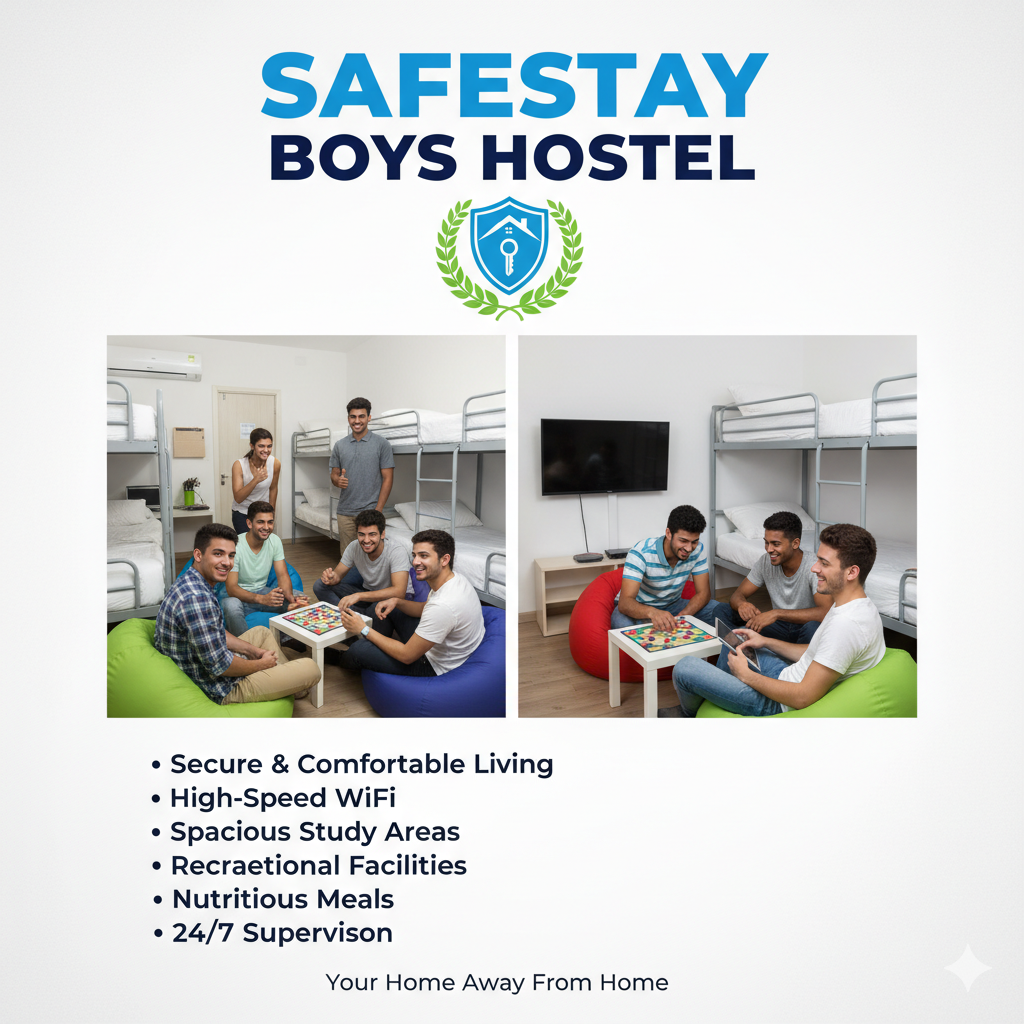 SAFESTAY
BOYS HOSTEL
• Secure & Comfortable Living
• High-Speed WiFi
• Spacious Study Areas
• Recraetional Facilities
• Nutritious Meals
• 24/7 Supervison
Your Home Away From Home